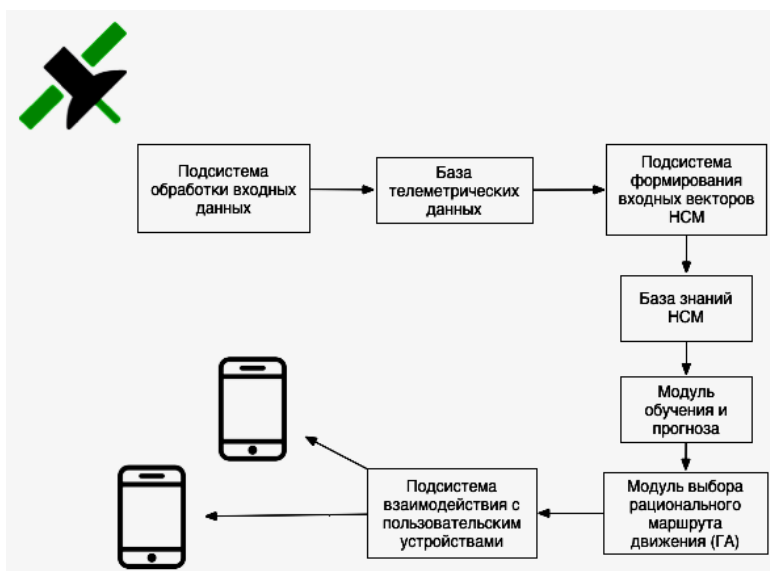 Подсистема
обработки входных
данных
База
телеметрических
данных
Подсистема
формирования
входных векторов
НСМ
База знаний
НСМ
Модуль
обучения и
прогноза
Модуль выбора
рационального
маршрута
движения (ГА)
Подсистема
взаимодействия с
пользовательским
устройствами